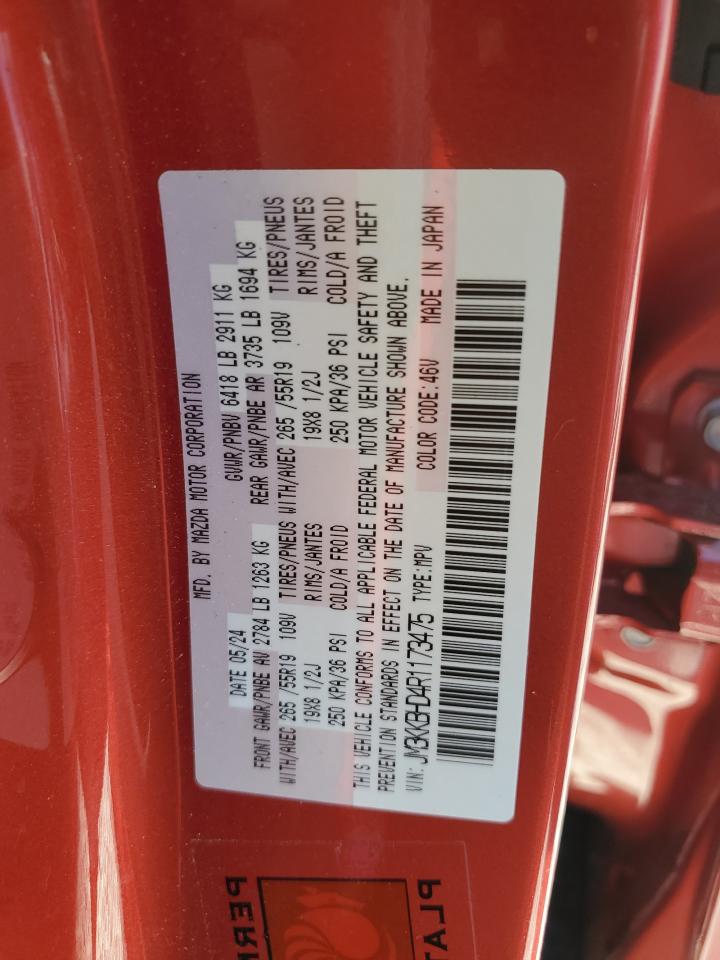 MFD. BY MAZDA MOTOR CORPORATION
DATE 05/24 GVWR/PNBV 6418 LB 2911 KG
FRONT GAWR/PNBE AV 2784 LB 1263 KG REAR GAWR/PNBE AR 3735 LB 1694 KG
WITH/AVEC 265 /55R19 109V TIRES/PNEUS WITH/AVEC 265 /55R19 109V TIRES/PNEUS
19X8 1/2J RIMS/JANTES 19X8 1/2J RIMS/JANTES
250 KPA/36 PSI COLD/A FROID 250 KPA/36 PSI COLD/A FROID
THIS VEHICLE CONFORMS TO ALL APPLICABLE FEDERAL MOTOR VEHICLE SAFETY AND THEFT
PREVENTION STANDARDS IN EFFECT ON THE DATE OF MANUFACTURE SHOWN ABOVE.
VIN: JM3KKBHD4R1173475 TYPE:MPV COLOR CODE:46V MADE IN JAPAN